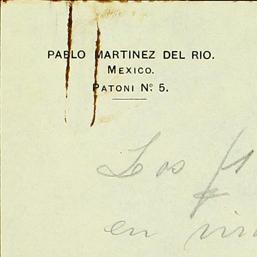 PABLO MARTINEZ DEL RIO.
MEXICO.
PATONI Nº 5.
Los
en